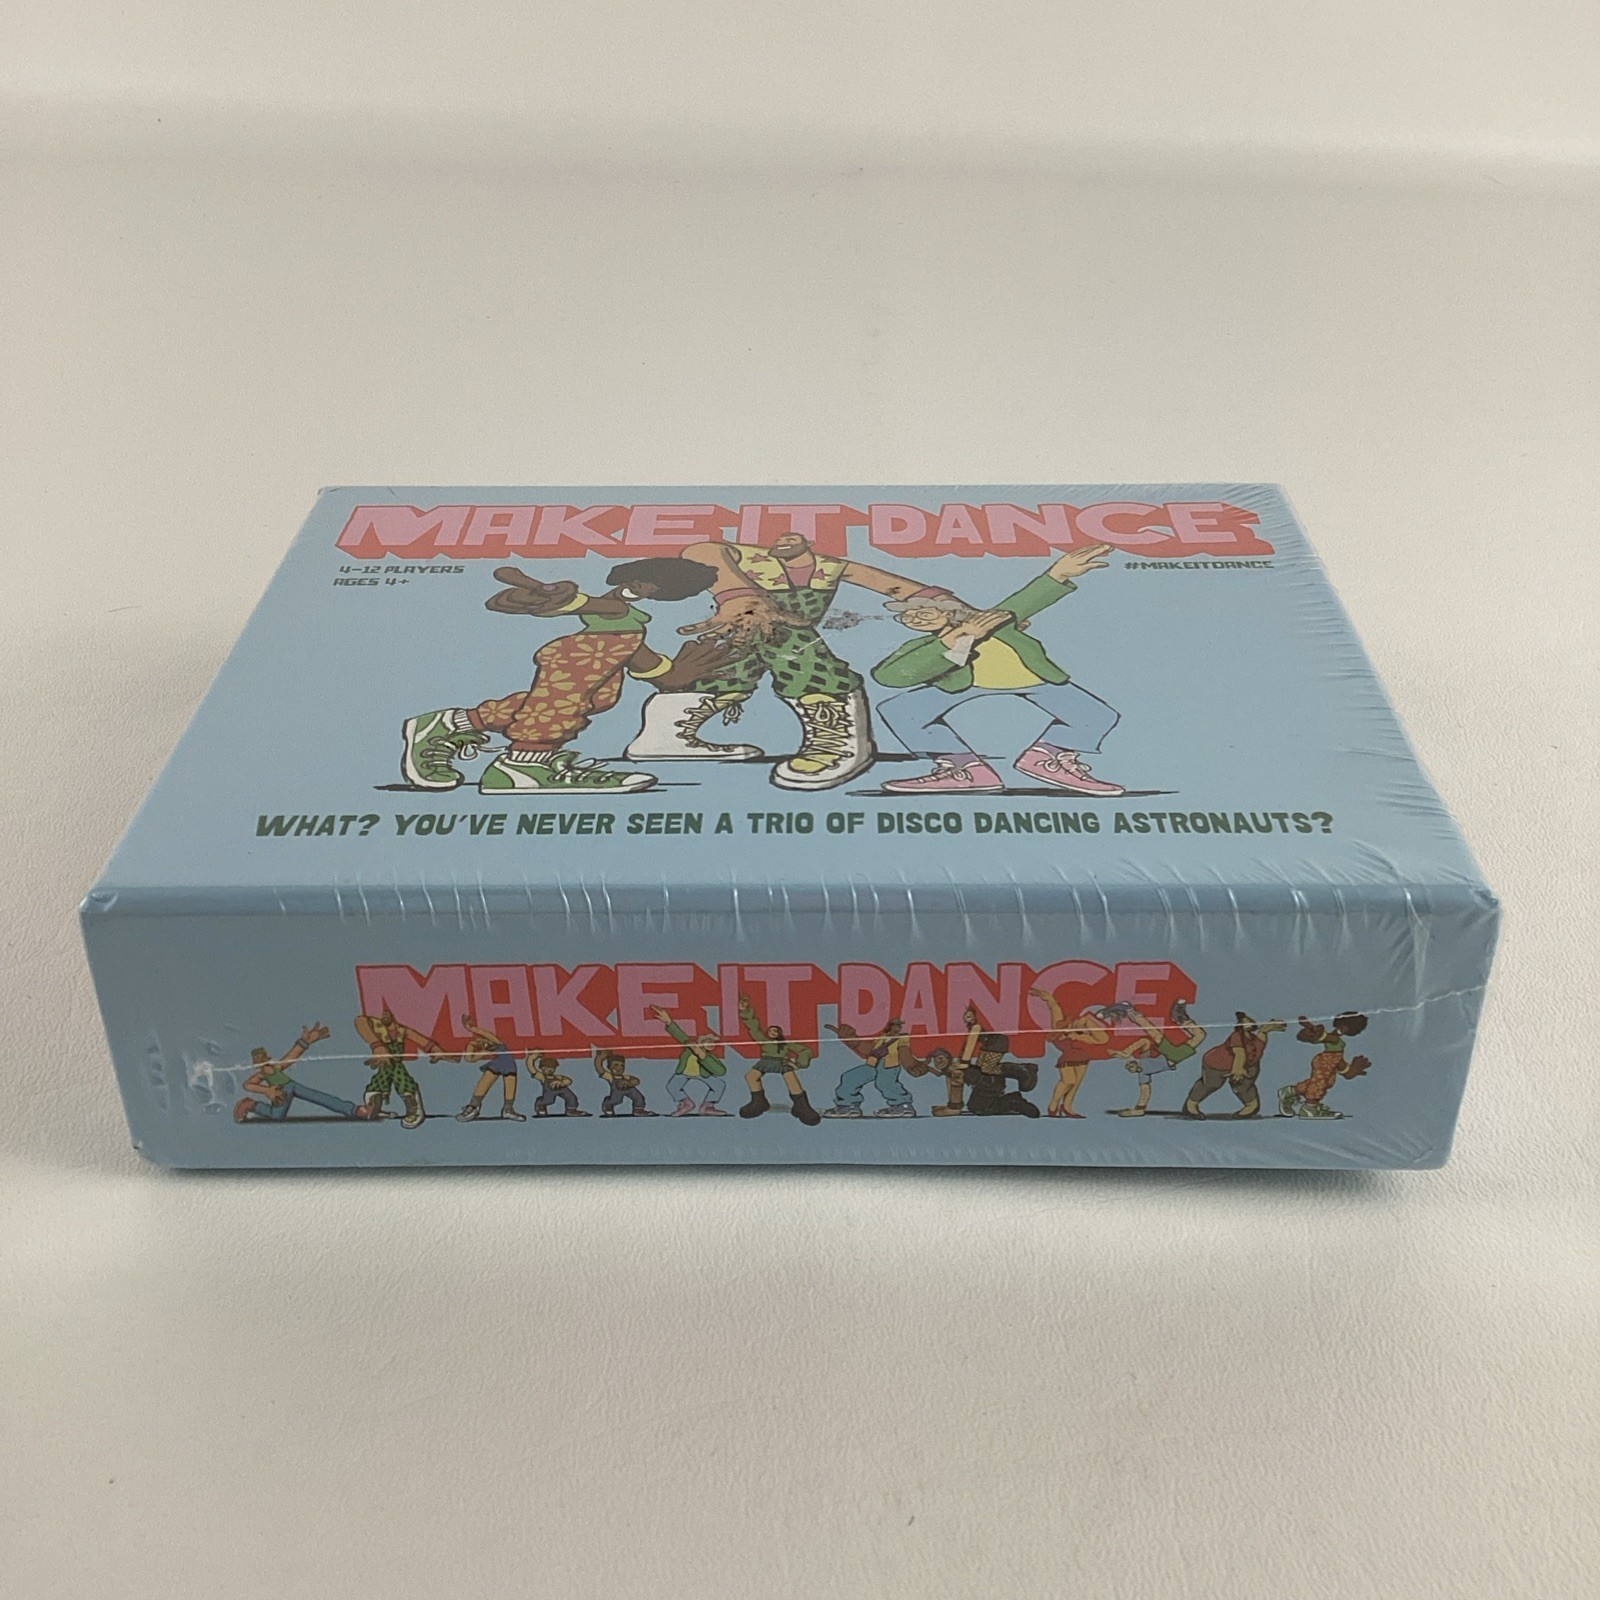 MAKE IT DANCE
4-12 PLAYERS
AGES 4+
#MAKEITDANCE
WHAT? YOU'VE NEVER SEEN A TRIO OF DISCO DANCING ASTRONAUTS?
MAKE IT DANCE